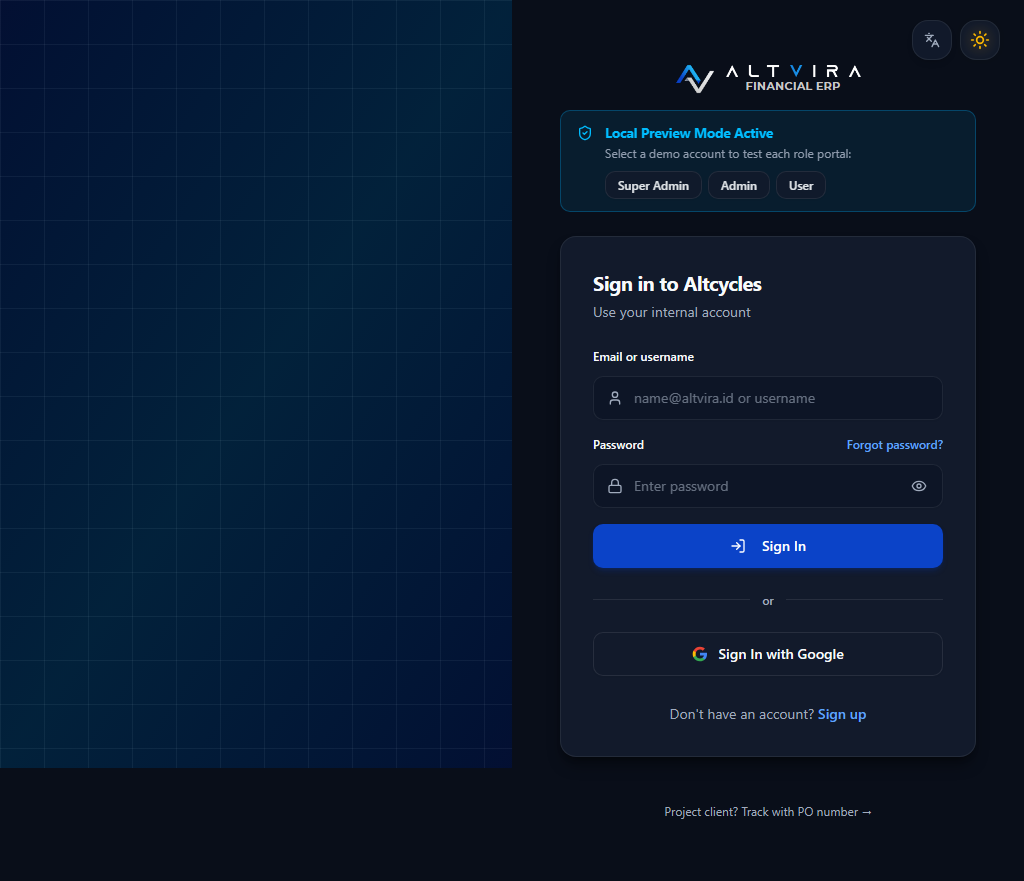 ALTVIRA
FINANCIAL ERP
Local Preview Mode Active
Select a demo account to test each role portal:
Super Admin Admin User
Sign in to Altcycles
Use your internal account
Email or username
name@altvira.id or username
Password Forgot password?
Enter password
Sign In
or
Sign In with Google
Don't have an account? Sign up
Project client? Track with PO number →